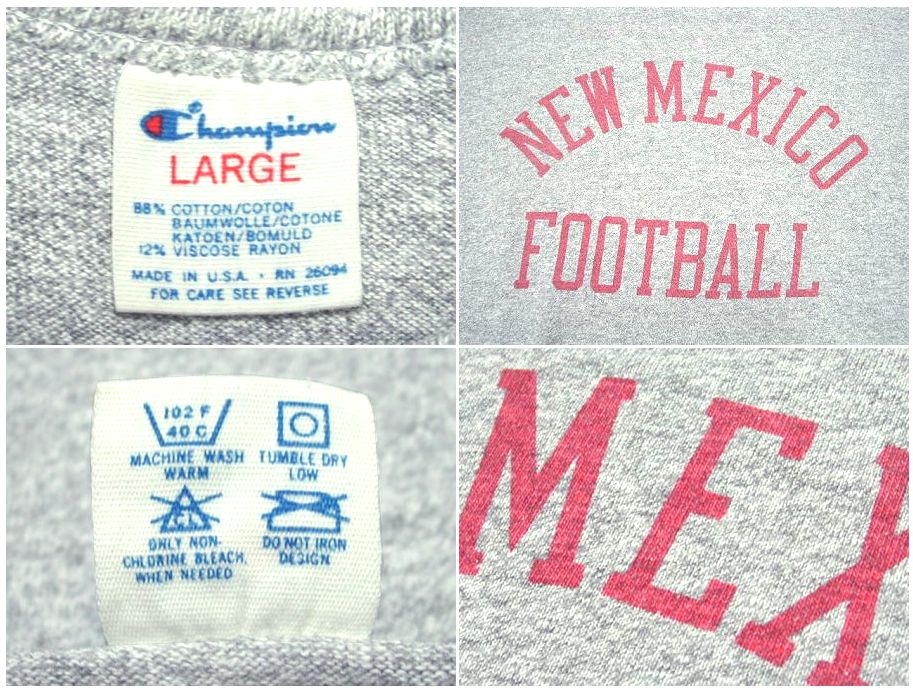 Champion
LARGE
88% COTTON/COTON
BAUMWOLLE/COTONE
KATOEN/BOMULD
12% VISCOSE RAYON
MADE IN U.S.A. · RN 26094
FOR CARE SEE REVERSE
NEW MEXICO
FOOTBALL
102 F
40 C
MACHINE WASH
WARM
TUMBLE DRY
LOW
CL
ONLY NON-
CHLORINE BLEACH,
WHEN NEEDED
DO NOT IRON
DESIGN
MEX